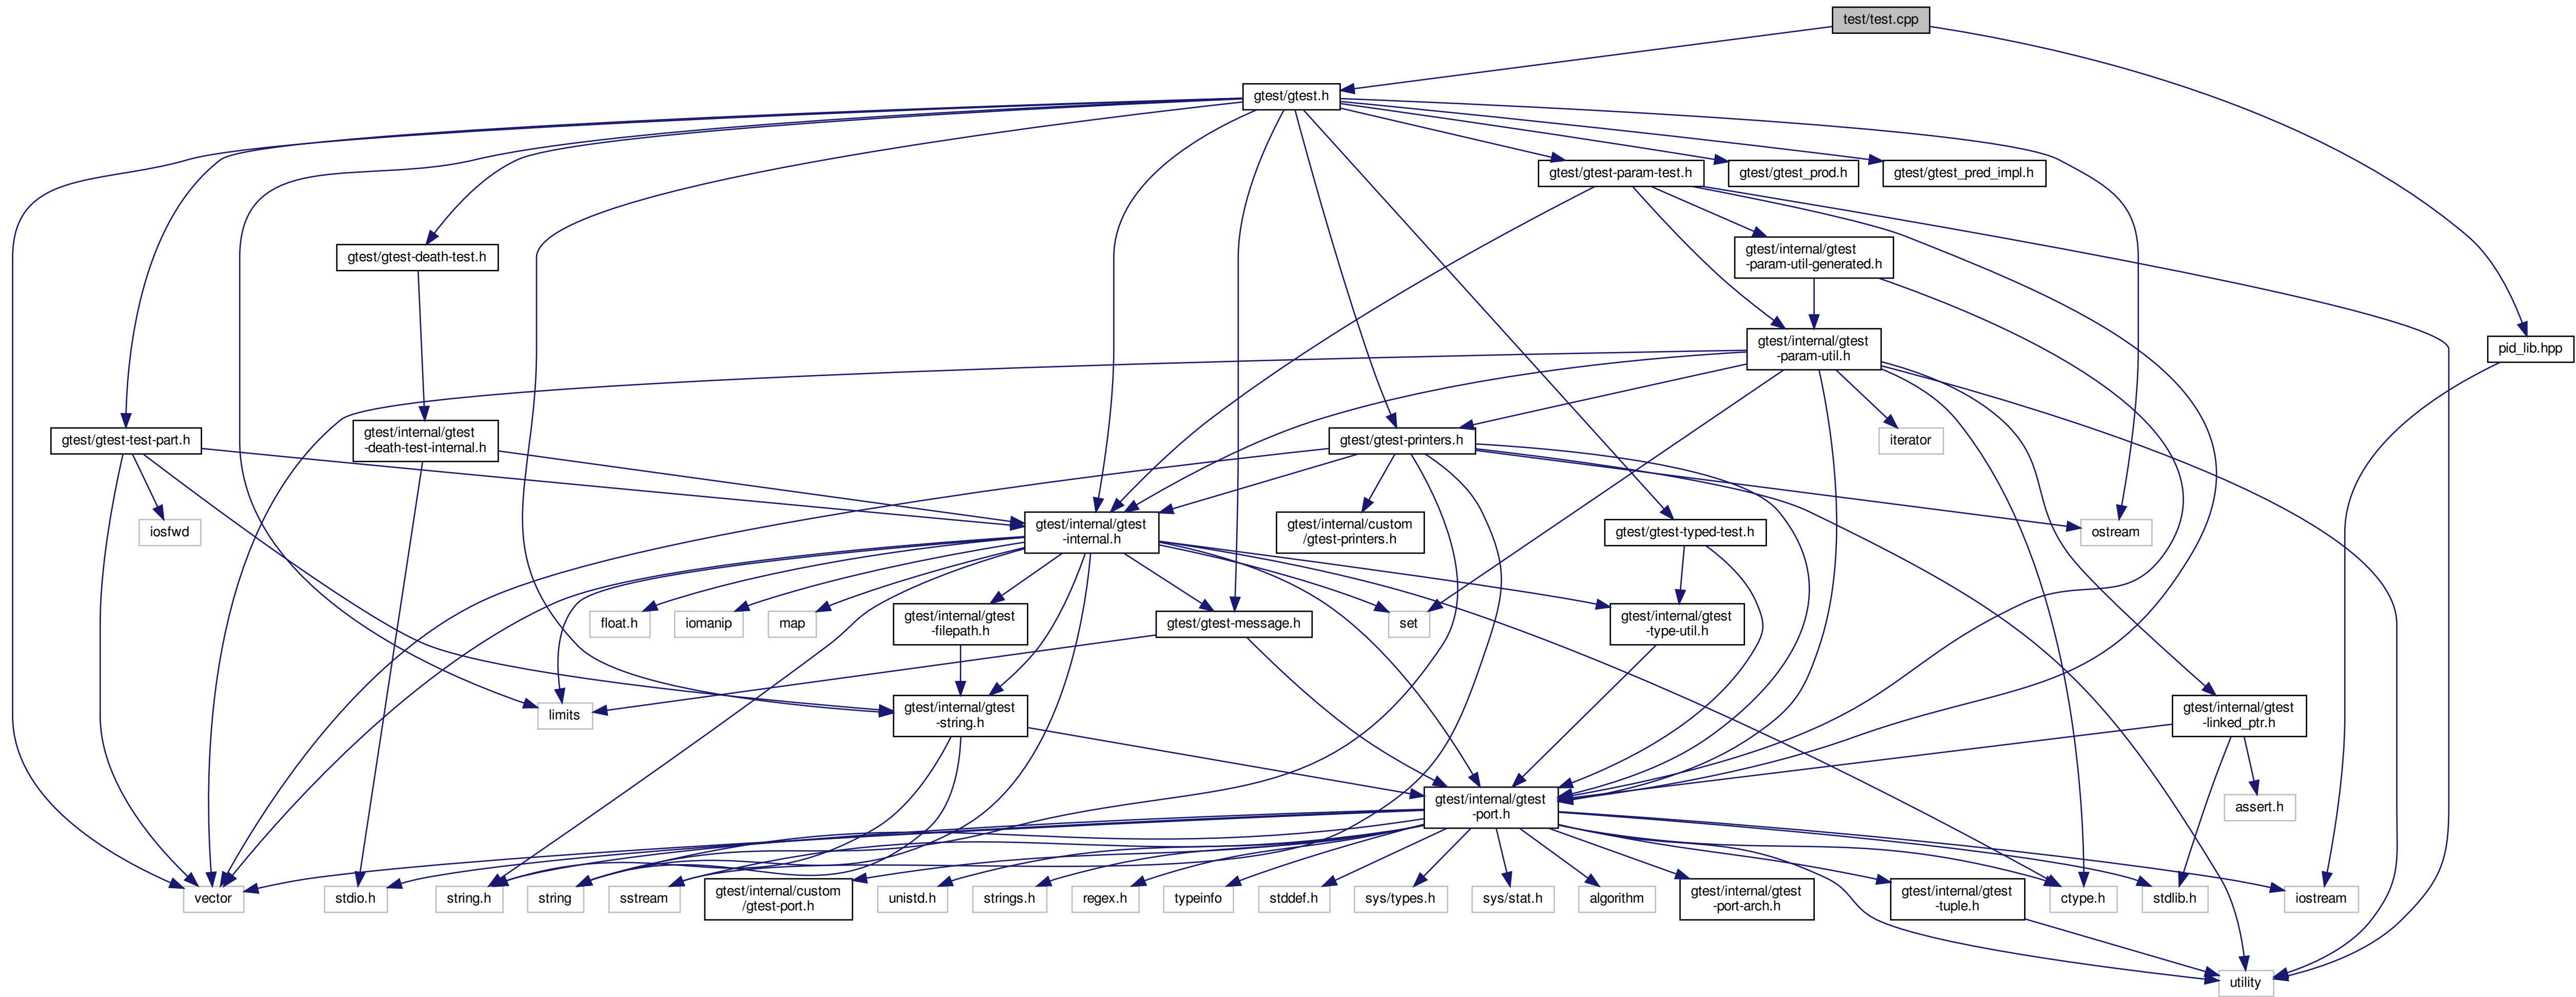 test/test.cpp
gtest/gtest.h
gtest/gtest-param-test.h
gtest/gtest_prod.h
gtest/gtest_pred_impl.h
gtest/gtest-death-test.h
gtest/internal/gtest
-param-util-generated.h
gtest/internal/gtest
-param-util.h
pid_lib.hpp
gtest/gtest-test-part.h
gtest/internal/gtest
-death-test-internal.h
gtest/gtest-printers.h
iterator
iosfwd
gtest/internal/gtest
-internal.h
gtest/internal/custom
/gtest-printers.h
gtest/gtest-typed-test.h
ostream
float.h
iomanip
map
gtest/internal/gtest
-filepath.h
gtest/gtest-message.h
set
gtest/internal/gtest
-type-util.h
limits
gtest/internal/gtest
-string.h
gtest/internal/gtest
-linked_ptr.h
gtest/internal/gtest
-port.h
assert.h
vector
stdio.h
string.h
string
sstream
gtest/internal/custom
/gtest-port.h
unistd.h
strings.h
regex.h
typeinfo
stddef.h
sys/types.h
sys/stat.h
algorithm
gtest/internal/gtest
-port-arch.h
gtest/internal/gtest
-tuple.h
ctype.h
stdlib.h
iostream
utility